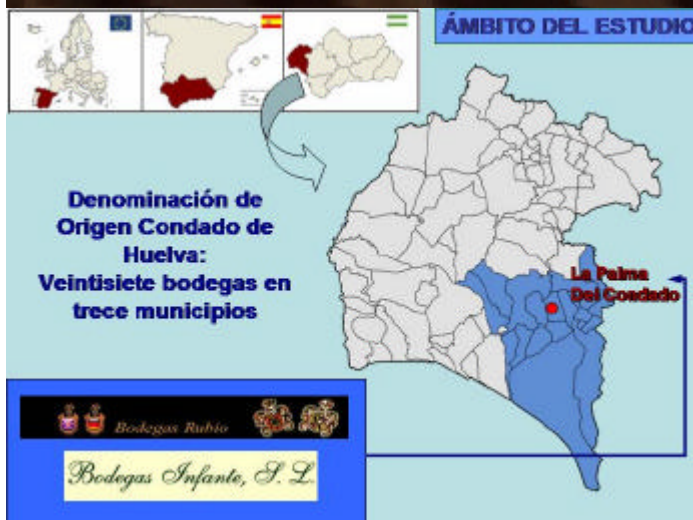 ÁMBITO DEL ESTUDIO
Denominación de
Origen Condado de
Huelva:
Veintisiete bodegas en
trece municipios
La Palma
Del Condado
Bodegas Rubio
Bodegas Infante, S. L.